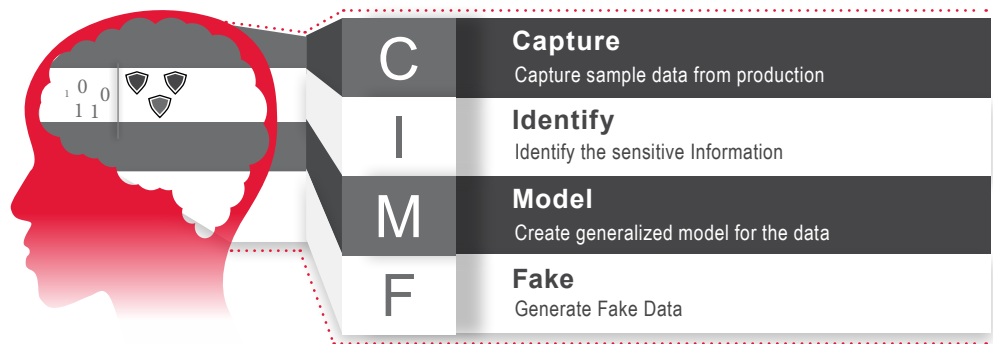 1 0 0
1 1
C
Capture
Capture sample data from production
I
Identify
Identify the sensitive Information
M
Model
Create generalized model for the data
F
Fake
Generate Fake Data